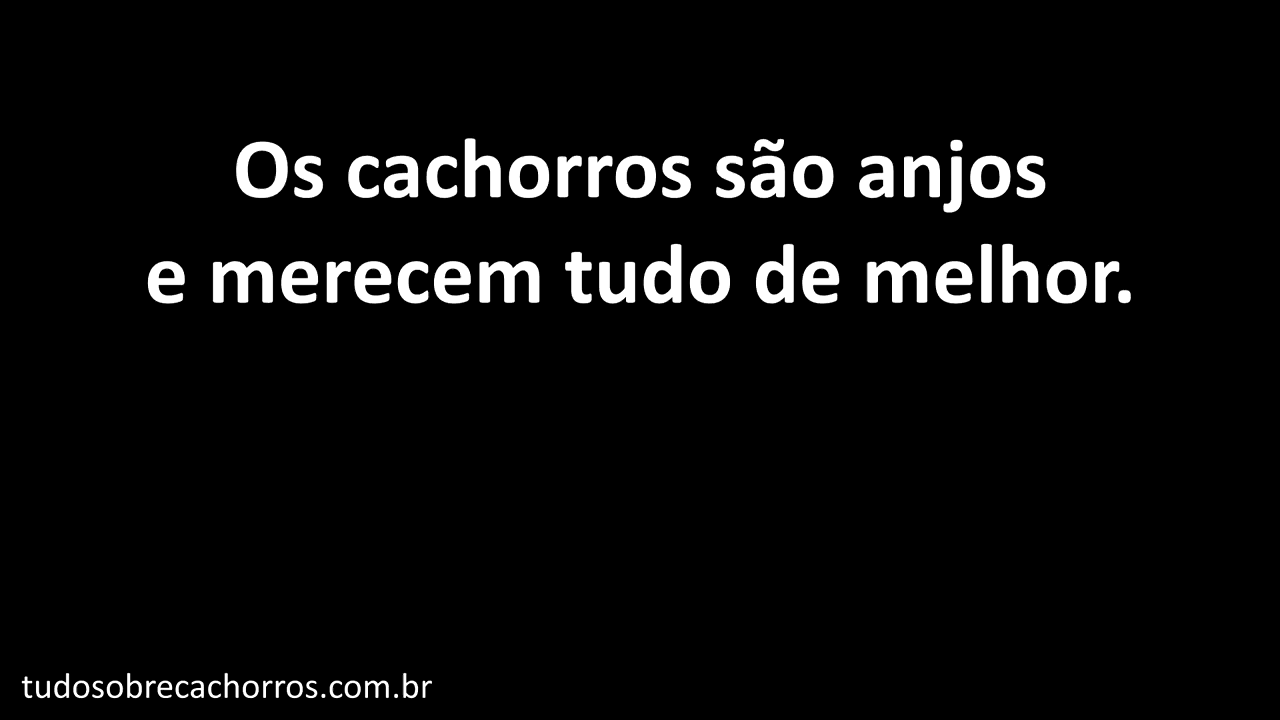 Os cachorros são anjos
e merecem tudo de melhor.
tudosobrecachorros.com.br